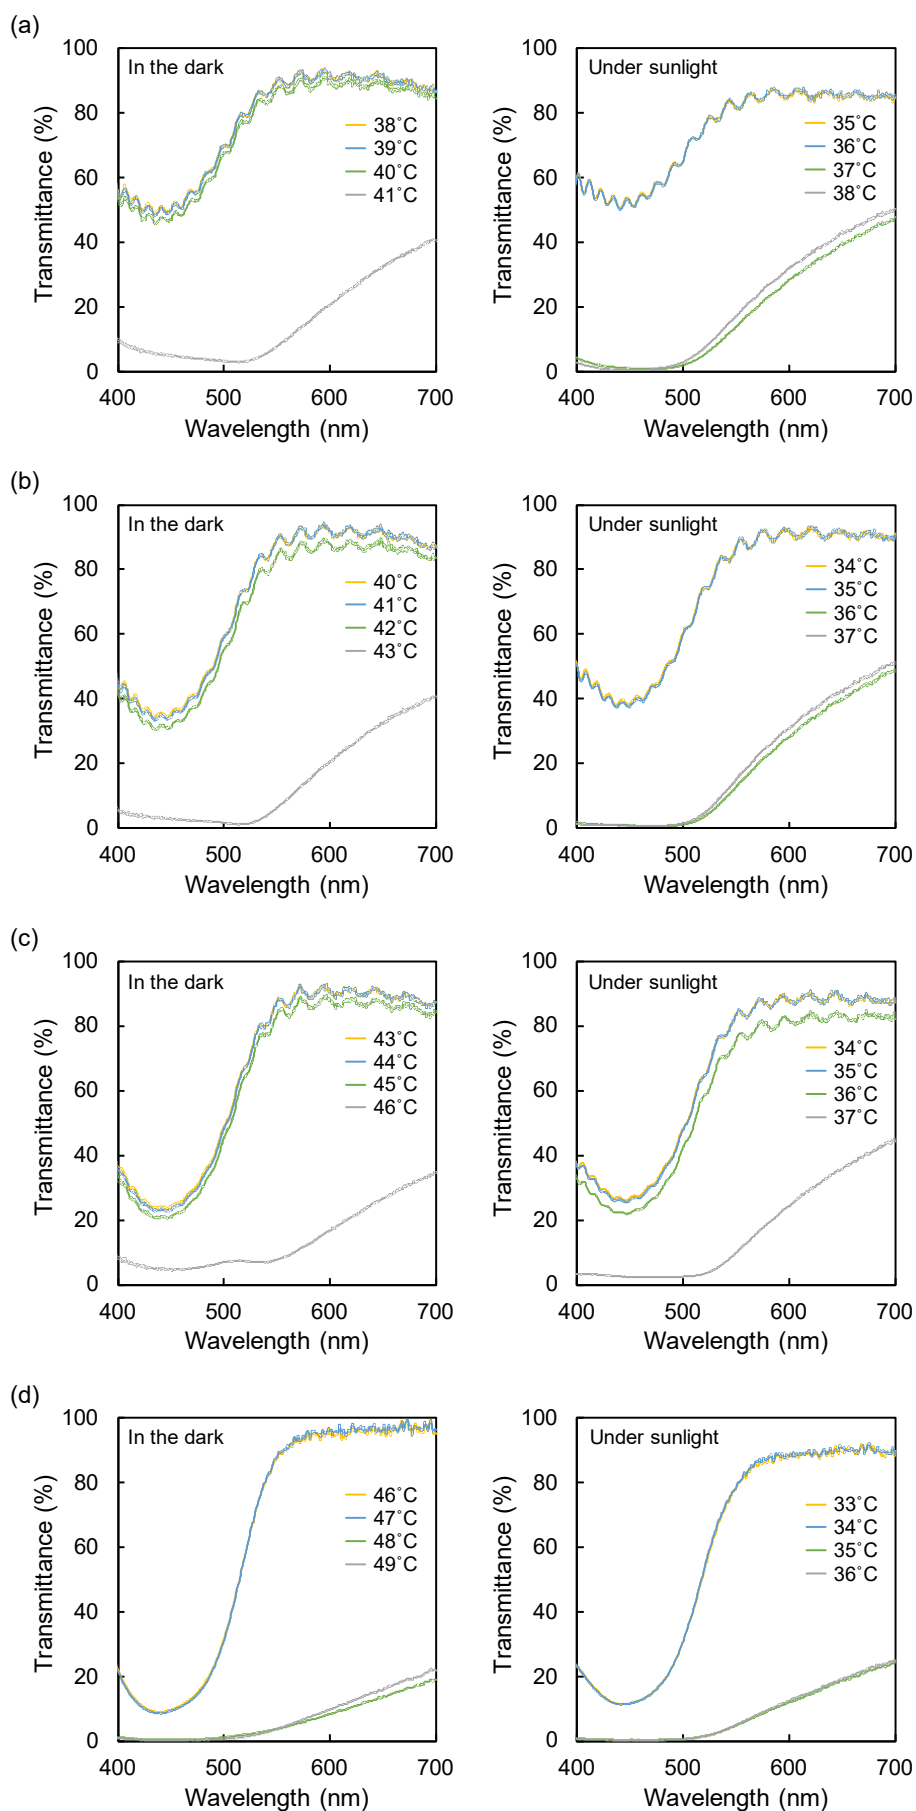 (a)
100
80
60
40
20
0
Transmittance (%)
In the dark
38˚C
39˚C
40˚C
41˚C
400 500 600 700
Wavelength (nm)
100
80
60
40
20
0
Transmittance (%)
Under sunlight
35˚C
36˚C
37˚C
38˚C
400 500 600 700
Wavelength (nm)
(b)
100
80
60
40
20
0
Transmittance (%)
In the dark
40˚C
41˚C
42˚C
43˚C
400 500 600 700
Wavelength (nm)
100
80
60
40
20
0
Transmittance (%)
Under sunlight
34˚C
35˚C
36˚C
37˚C
400 500 600 700
Wavelength (nm)
(c)
100
80
60
40
20
0
Transmittance (%)
In the dark
43˚C
44˚C
45˚C
46˚C
400 500 600 700
Wavelength (nm)
100
80
60
40
20
0
Transmittance (%)
Under sunlight
34˚C
35˚C
36˚C
37˚C
400 500 600 700
Wavelength (nm)
(d)
100
80
60
40
20
0
Transmittance (%)
In the dark
46˚C
47˚C
48˚C
49˚C
400 500 600 700
Wavelength (nm)
100
80
60
40
20
0
Transmittance (%)
Under sunlight
33˚C
34˚C
35˚C
36˚C
400 500 600 700
Wavelength (nm)